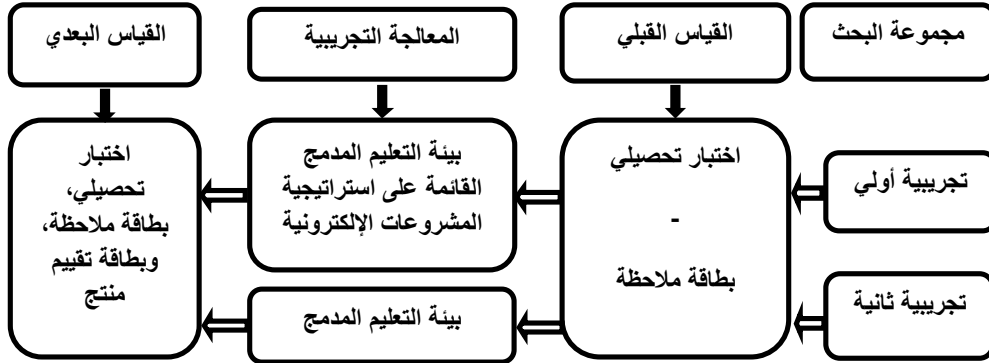 مجموعة البحث
القياس القبلي
المعالجة التجريبية
القياس البعدي
تجريبية أولي
تجريبية ثانية
اختبار تحصيلي
-
بطاقة ملاحظة
بيئة التعليم المدمج
القائمة على استراتيجية
المشروعات الإلكترونية
بيئة التعليم المدمج
اختبار
تحصيلي،
بطاقة ملاحظة،
وبطاقة تقييم
منتج